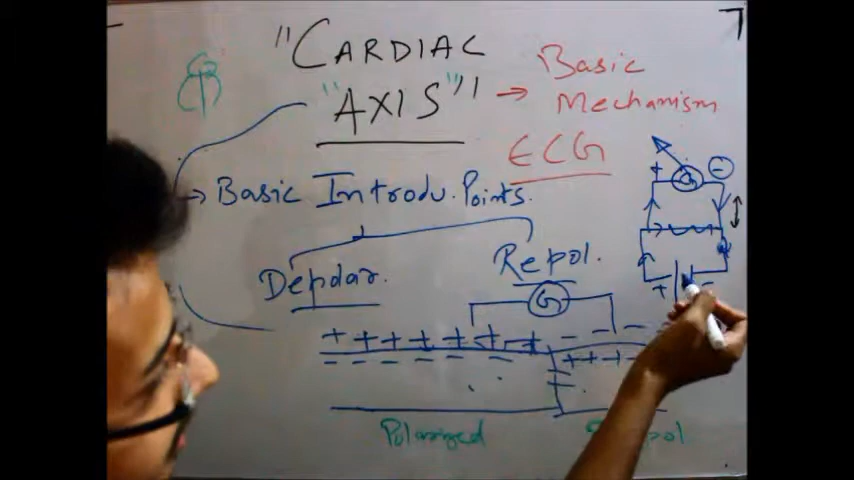 "CARDIAC
"AXIS"" → Basic
Mechanism
ECG
→ Basic Introdu. Points.
Depolar.
Repol.
G
+ G -
+ -
+ + + + + + + - - -
- - - - - + + +
Polarized